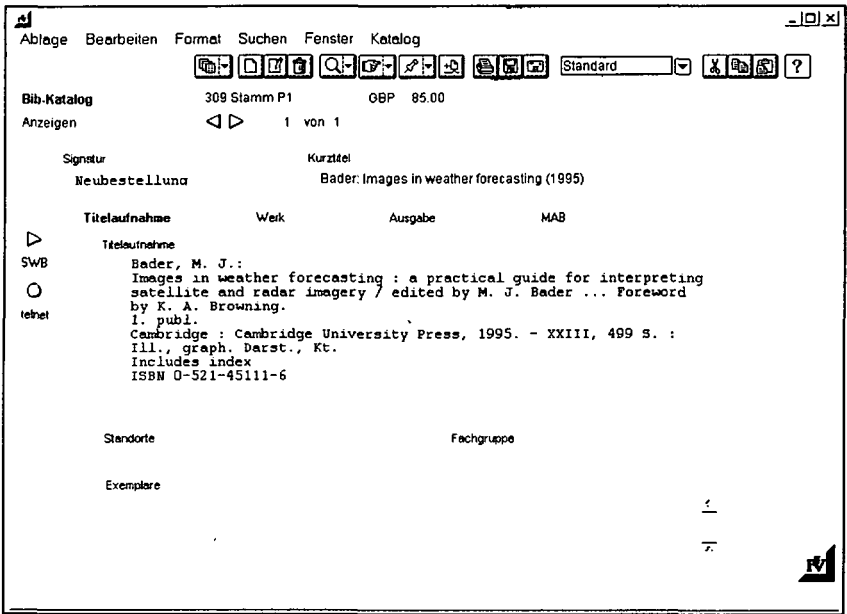 Ablage Bearbeiten Format Suchen Fenster Katalog
Standard ?
Bib-Katalog 309 Stamm P1 GBP 85.00
Anzeigen 1 von 1
Signatur Kurztitel
Neubestellung Bader: Images in weather forecasting (1995)
Titelaufnahme Werk Ausgabe MAB
Titelaufnahme
SWB
telnet
Bader, M. J.:
Images in weather forecasting : a practical guide for interpreting
satellite and radar imagery / edited by M. J. Bader ... Foreword
by K. A. Browning.
1. publ.
Cambridge : Cambridge University Press, 1995. - XXIII, 499 S. :
Ill., graph. Darst., Kt.
Includes index
ISBN 0-521-45111-6
Standorte Fachgruppe
Exemplare